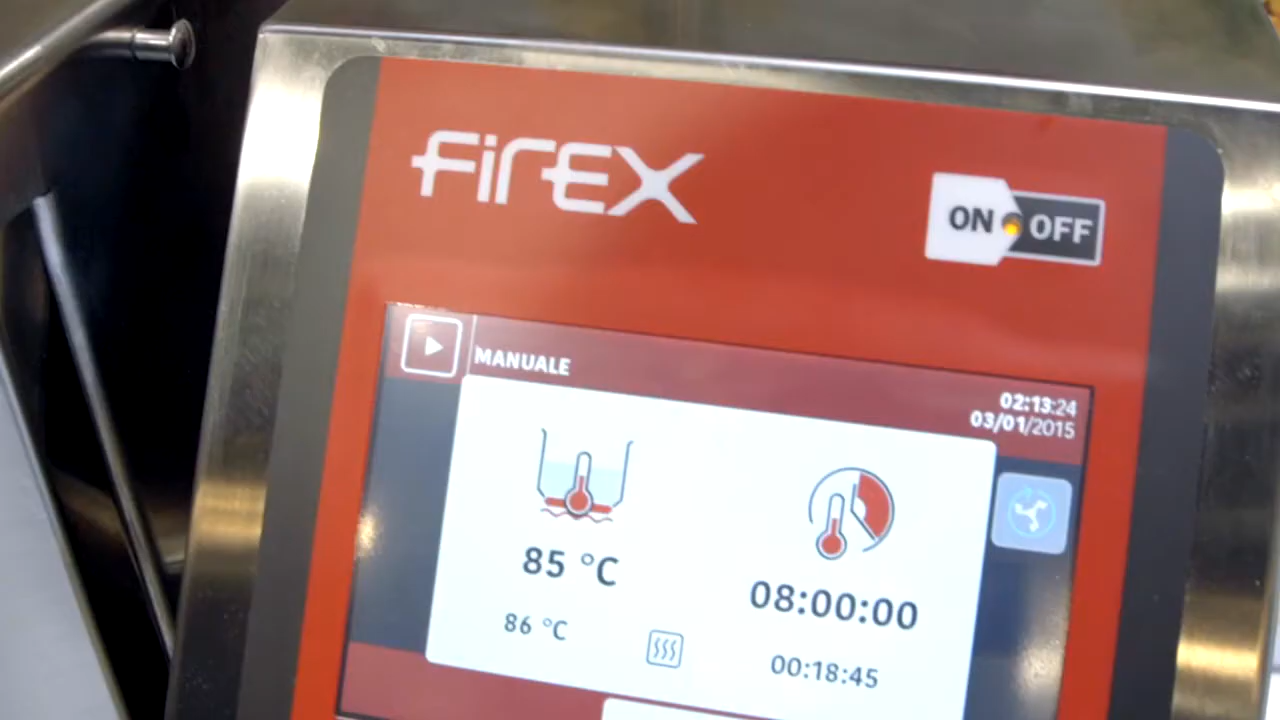 FiREX
ON OFF
MANUALE
02:13:24
03/01/2015
85 °C
08:00:00
86 °C
00:18:45